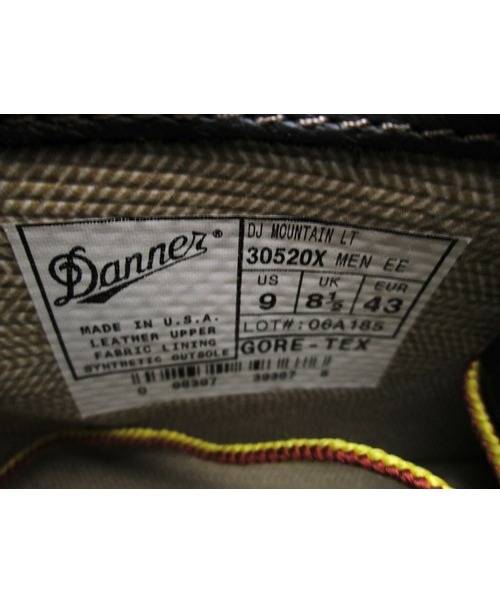 Danner®
MADE IN U.S.A.
LEATHER UPPER
FABRIC LINING
SYNTHETIC OUTSOLE
DJ MOUNTAIN LT
30520X MEN EE
US UK EUR
9 8½ 43
LOT#: 06A185
GORE-TEX